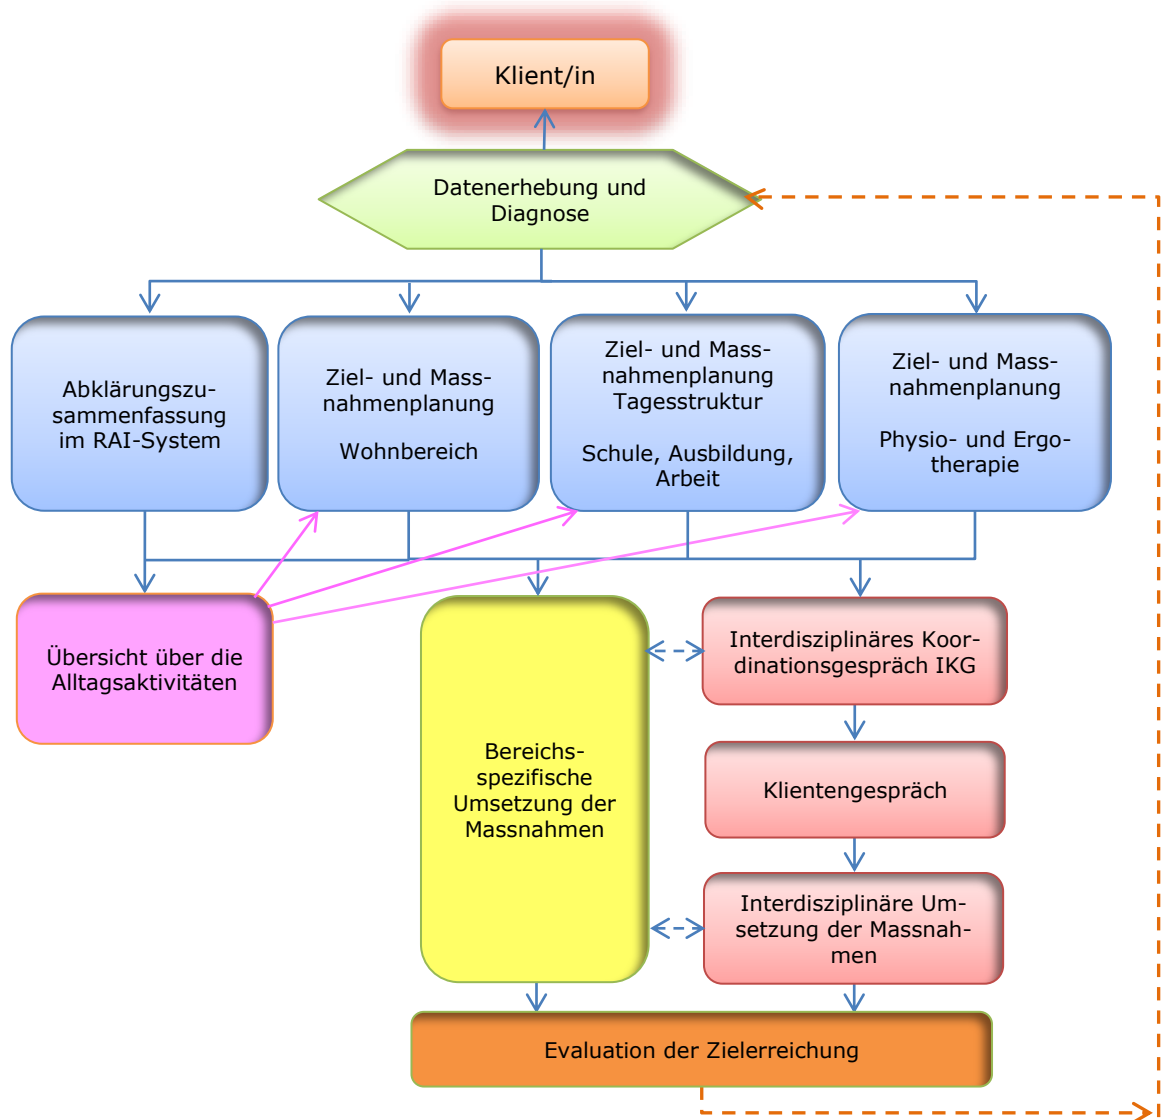 Klient/in
Datenerhebung und
Diagnose
Abklärungszu-
sammenfassung
im RAI-System
Ziel- und Mass-
nahmenplanung
Wohnbereich
Ziel- und Mass-
nahmenplanung
Tagesstruktur
Schule, Ausbildung,
Arbeit
Ziel- und Mass-
nahmenplanung
Physio- und Ergo-
therapie
Übersicht über die
Alltagsaktivitäten
Bereichs-
spezifische
Umsetzung der
Massnahmen
Interdisziplinäres Koor-
dinationsgespräch IKG
Klientengespräch
Interdisziplinäre Um-
setzung der Massnah-
men
Evaluation der Zielerreichung